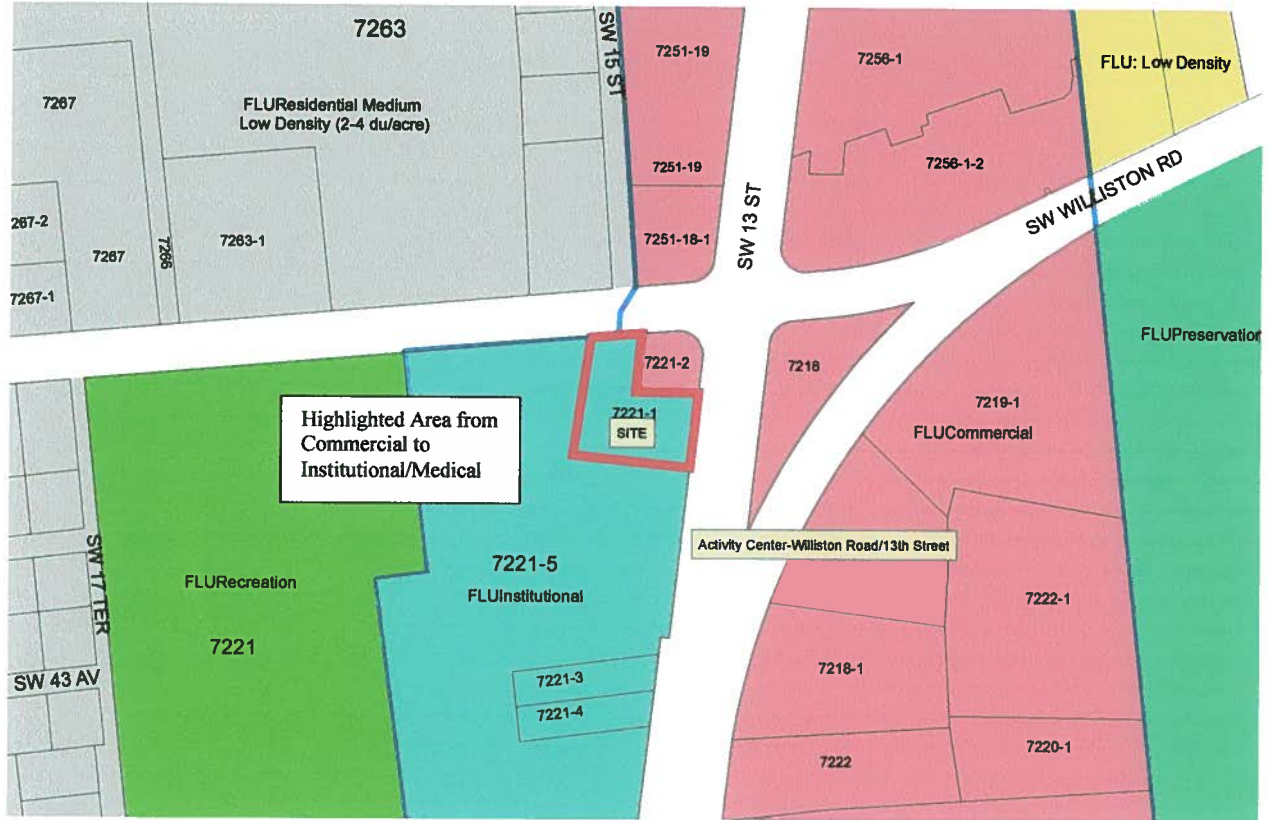 7263
SW 15 ST
7251-19
7256-1
FLU: Low Density
7267
FLUResidential Medium
Low Density (2-4 du/acre)
7251-19
7256-1-2
SW WILLISTON RD
267-2
7267
7266
7263-1
7251-18-1
SW 13 ST
7267-1
FLUPreservation
7221-2
7218
7219-1
FLUCommercial
7221-1
SITE
Highlighted Area from
Commercial to
Institutional/Medical
Activity Center-Williston Road/13th Street
SW 17 TER
FLURecreation
7221
7221-5
FLUInstitutional
7222-1
SW 43 AV
7221-3
7221-4
7218-1
7222
7220-1